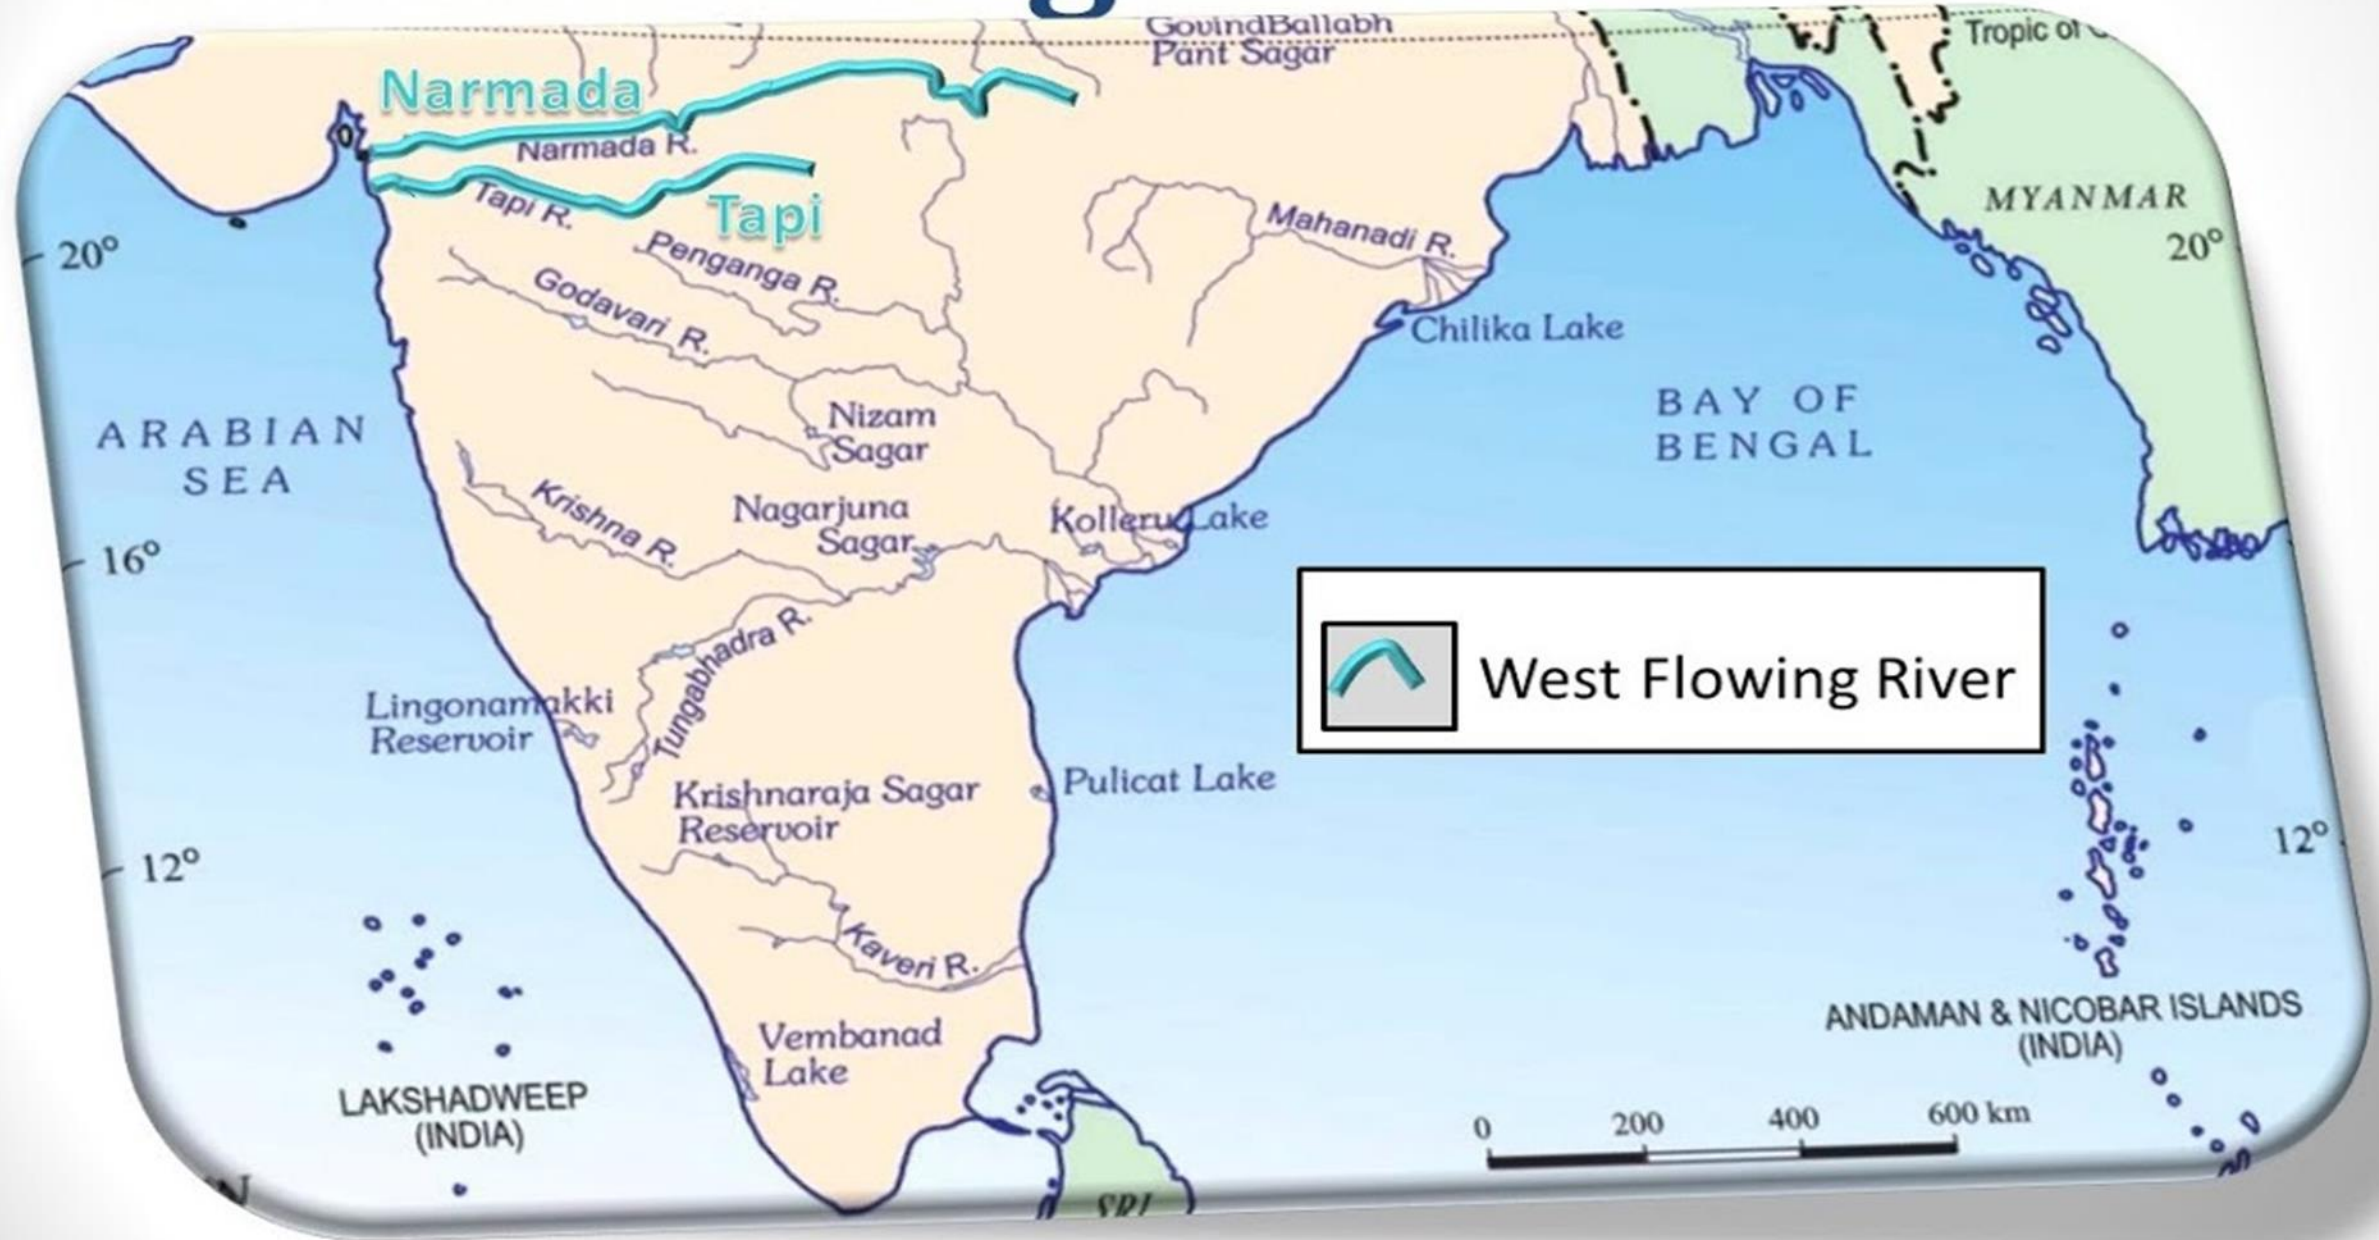 g
GovindBallabh
Pant Sagar
Tropic of
Narmada
Narmada R.
Tapi R.
Tapi
MYANMAR
20°
20°
Penganga R.
Mahanadi R.
Godavari R.
Chilika Lake
ARABIAN
SEA
BAY OF
BENGAL
Nizam
Sagar
Krishna R.
Nagarjuna
Sagar
Kolleru Lake
16°
Tungabhadra R.
West Flowing River
Lingonamakki
Reservoir
Krishnaraja Sagar
Reservoir
Pulicat Lake
12°
12°
Kaveri R.
Vembanad
Lake
ANDAMAN & NICOBAR ISLANDS
(INDIA)
LAKSHADWEEP
(INDIA)
0 200 400 600 km
SRI